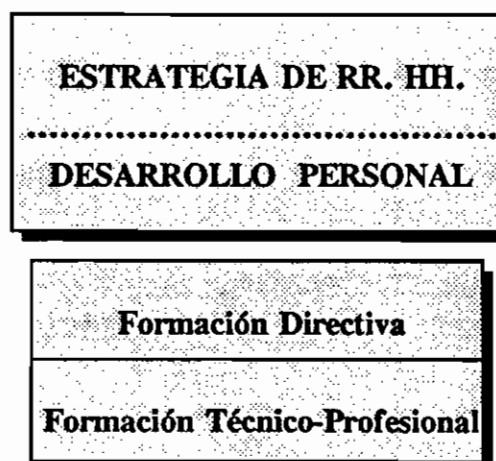 ESTRATEGIA DE RR. HH.
DESARROLLO PERSONAL
Formación Directiva
Formación Técnico-Profesional